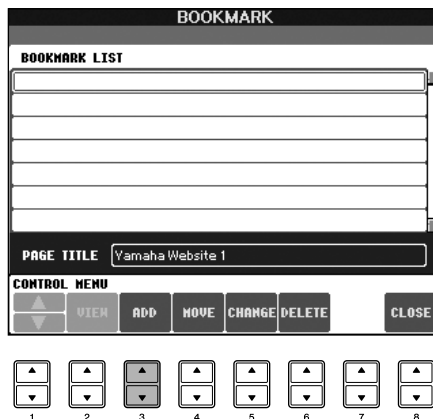 BOOKMARK
BOOKMARK LIST
PAGE TITLE Yamaha Website 1
CONTROL MENU
VIEW ADD MOVE CHANGE DELETE CLOSE
1 2 3 4 5 6 7 8